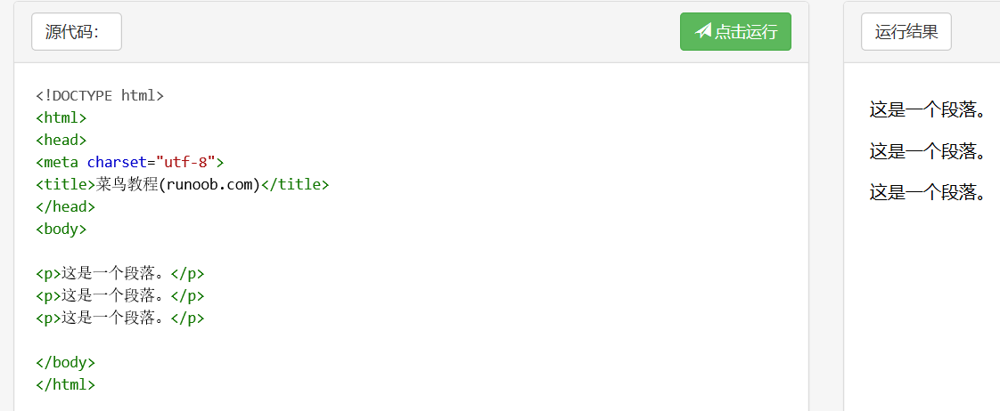 源代码：
点击运行
运行结果
<!DOCTYPE html>
<html>
<head>
<meta charset="utf-8">
<title>菜鸟教程(runoob.com)</title>
</head>
<body>
<p>这是一个段落。</p>
<p>这是一个段落。</p>
<p>这是一个段落。</p>
</body>
</html>
这是一个段落。
这是一个段落。
这是一个段落。